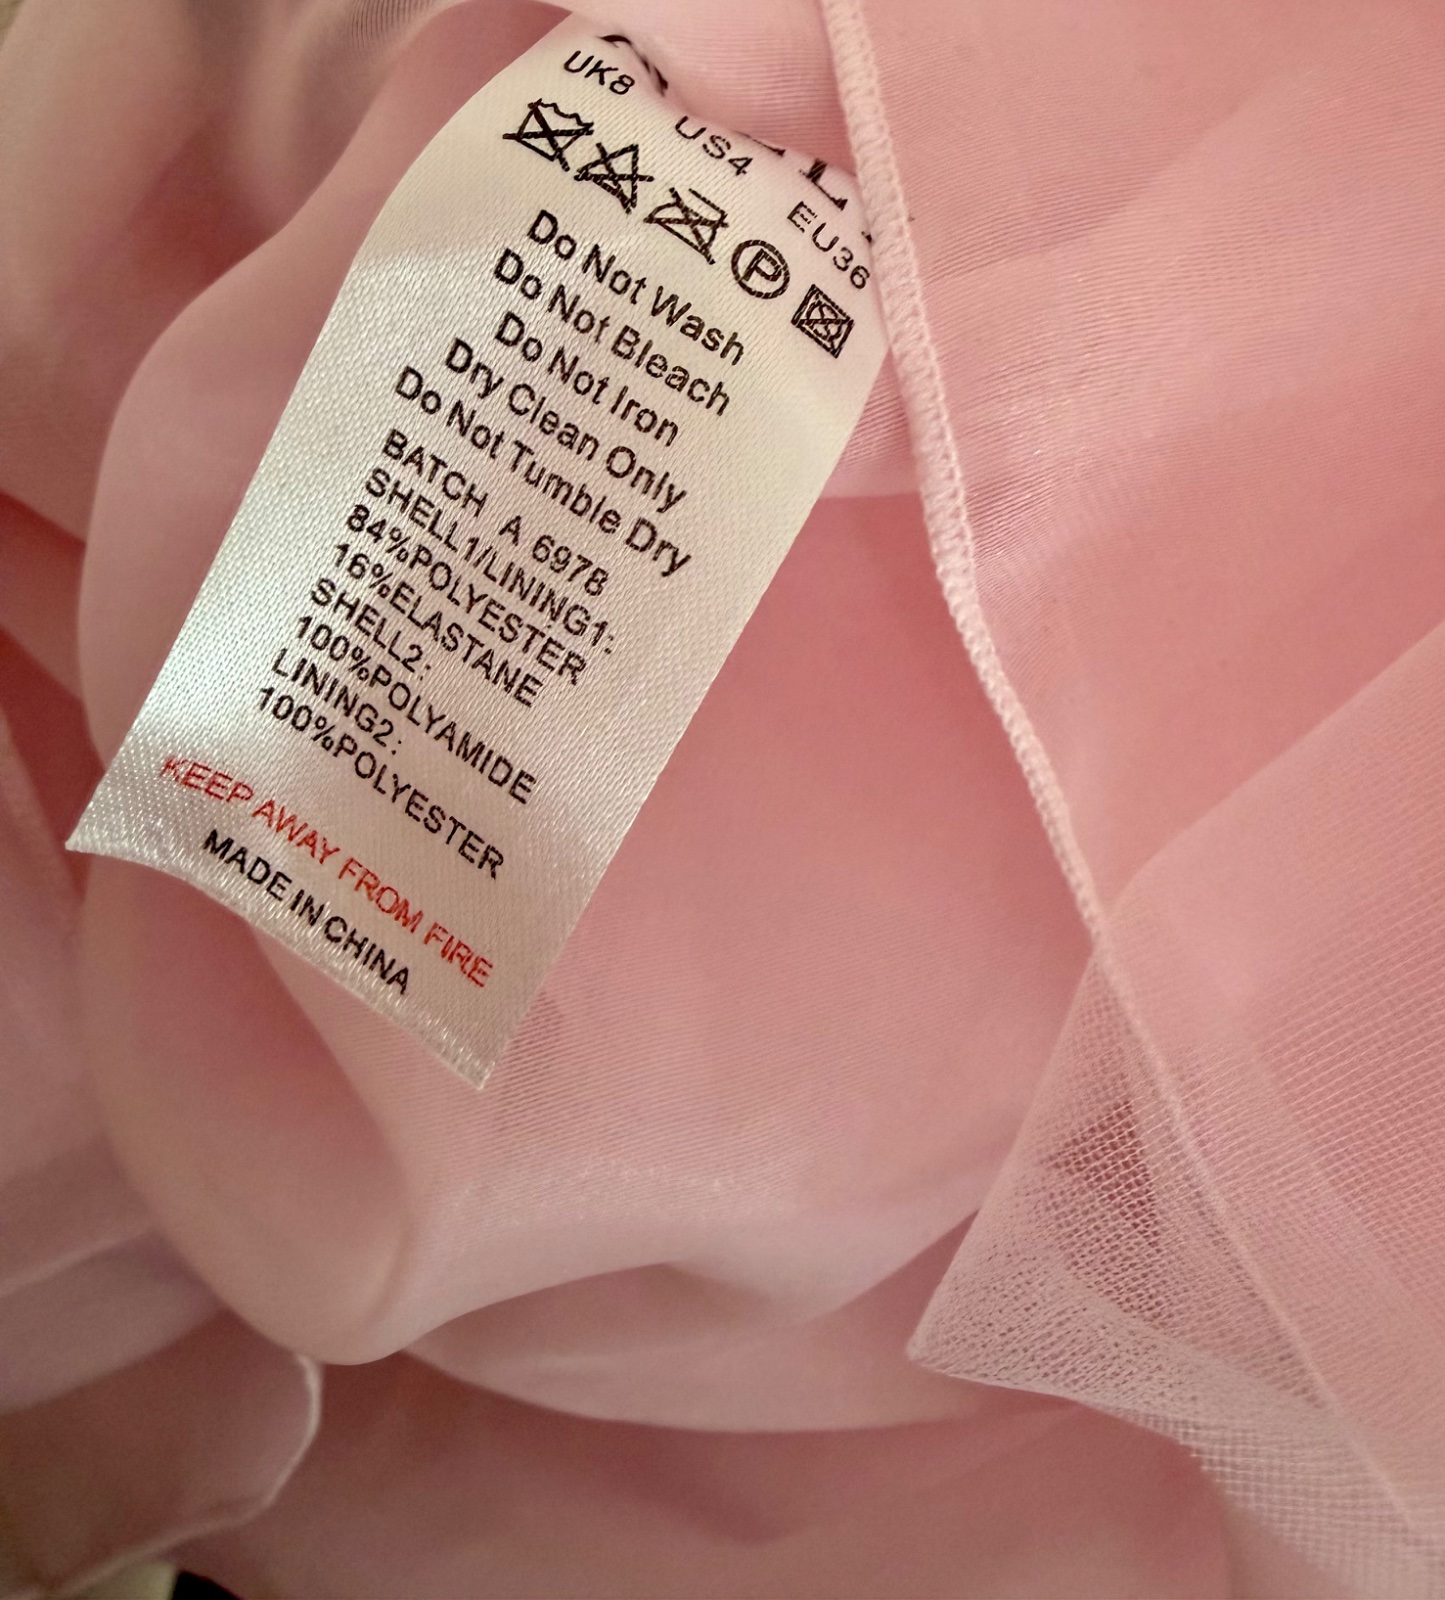 UK8 US4 EU36
P
Do Not Wash
Do Not Bleach
Do Not Iron
Dry Clean Only
Do Not Tumble Dry
BATCH A 6978
SHELL1/LINING1:
84%POLYESTER
16%ELASTANE
SHELL2:
100%POLYAMIDE
LINING2:
100%POLYESTER
KEEP AWAY FROM FIRE
MADE IN CHINA